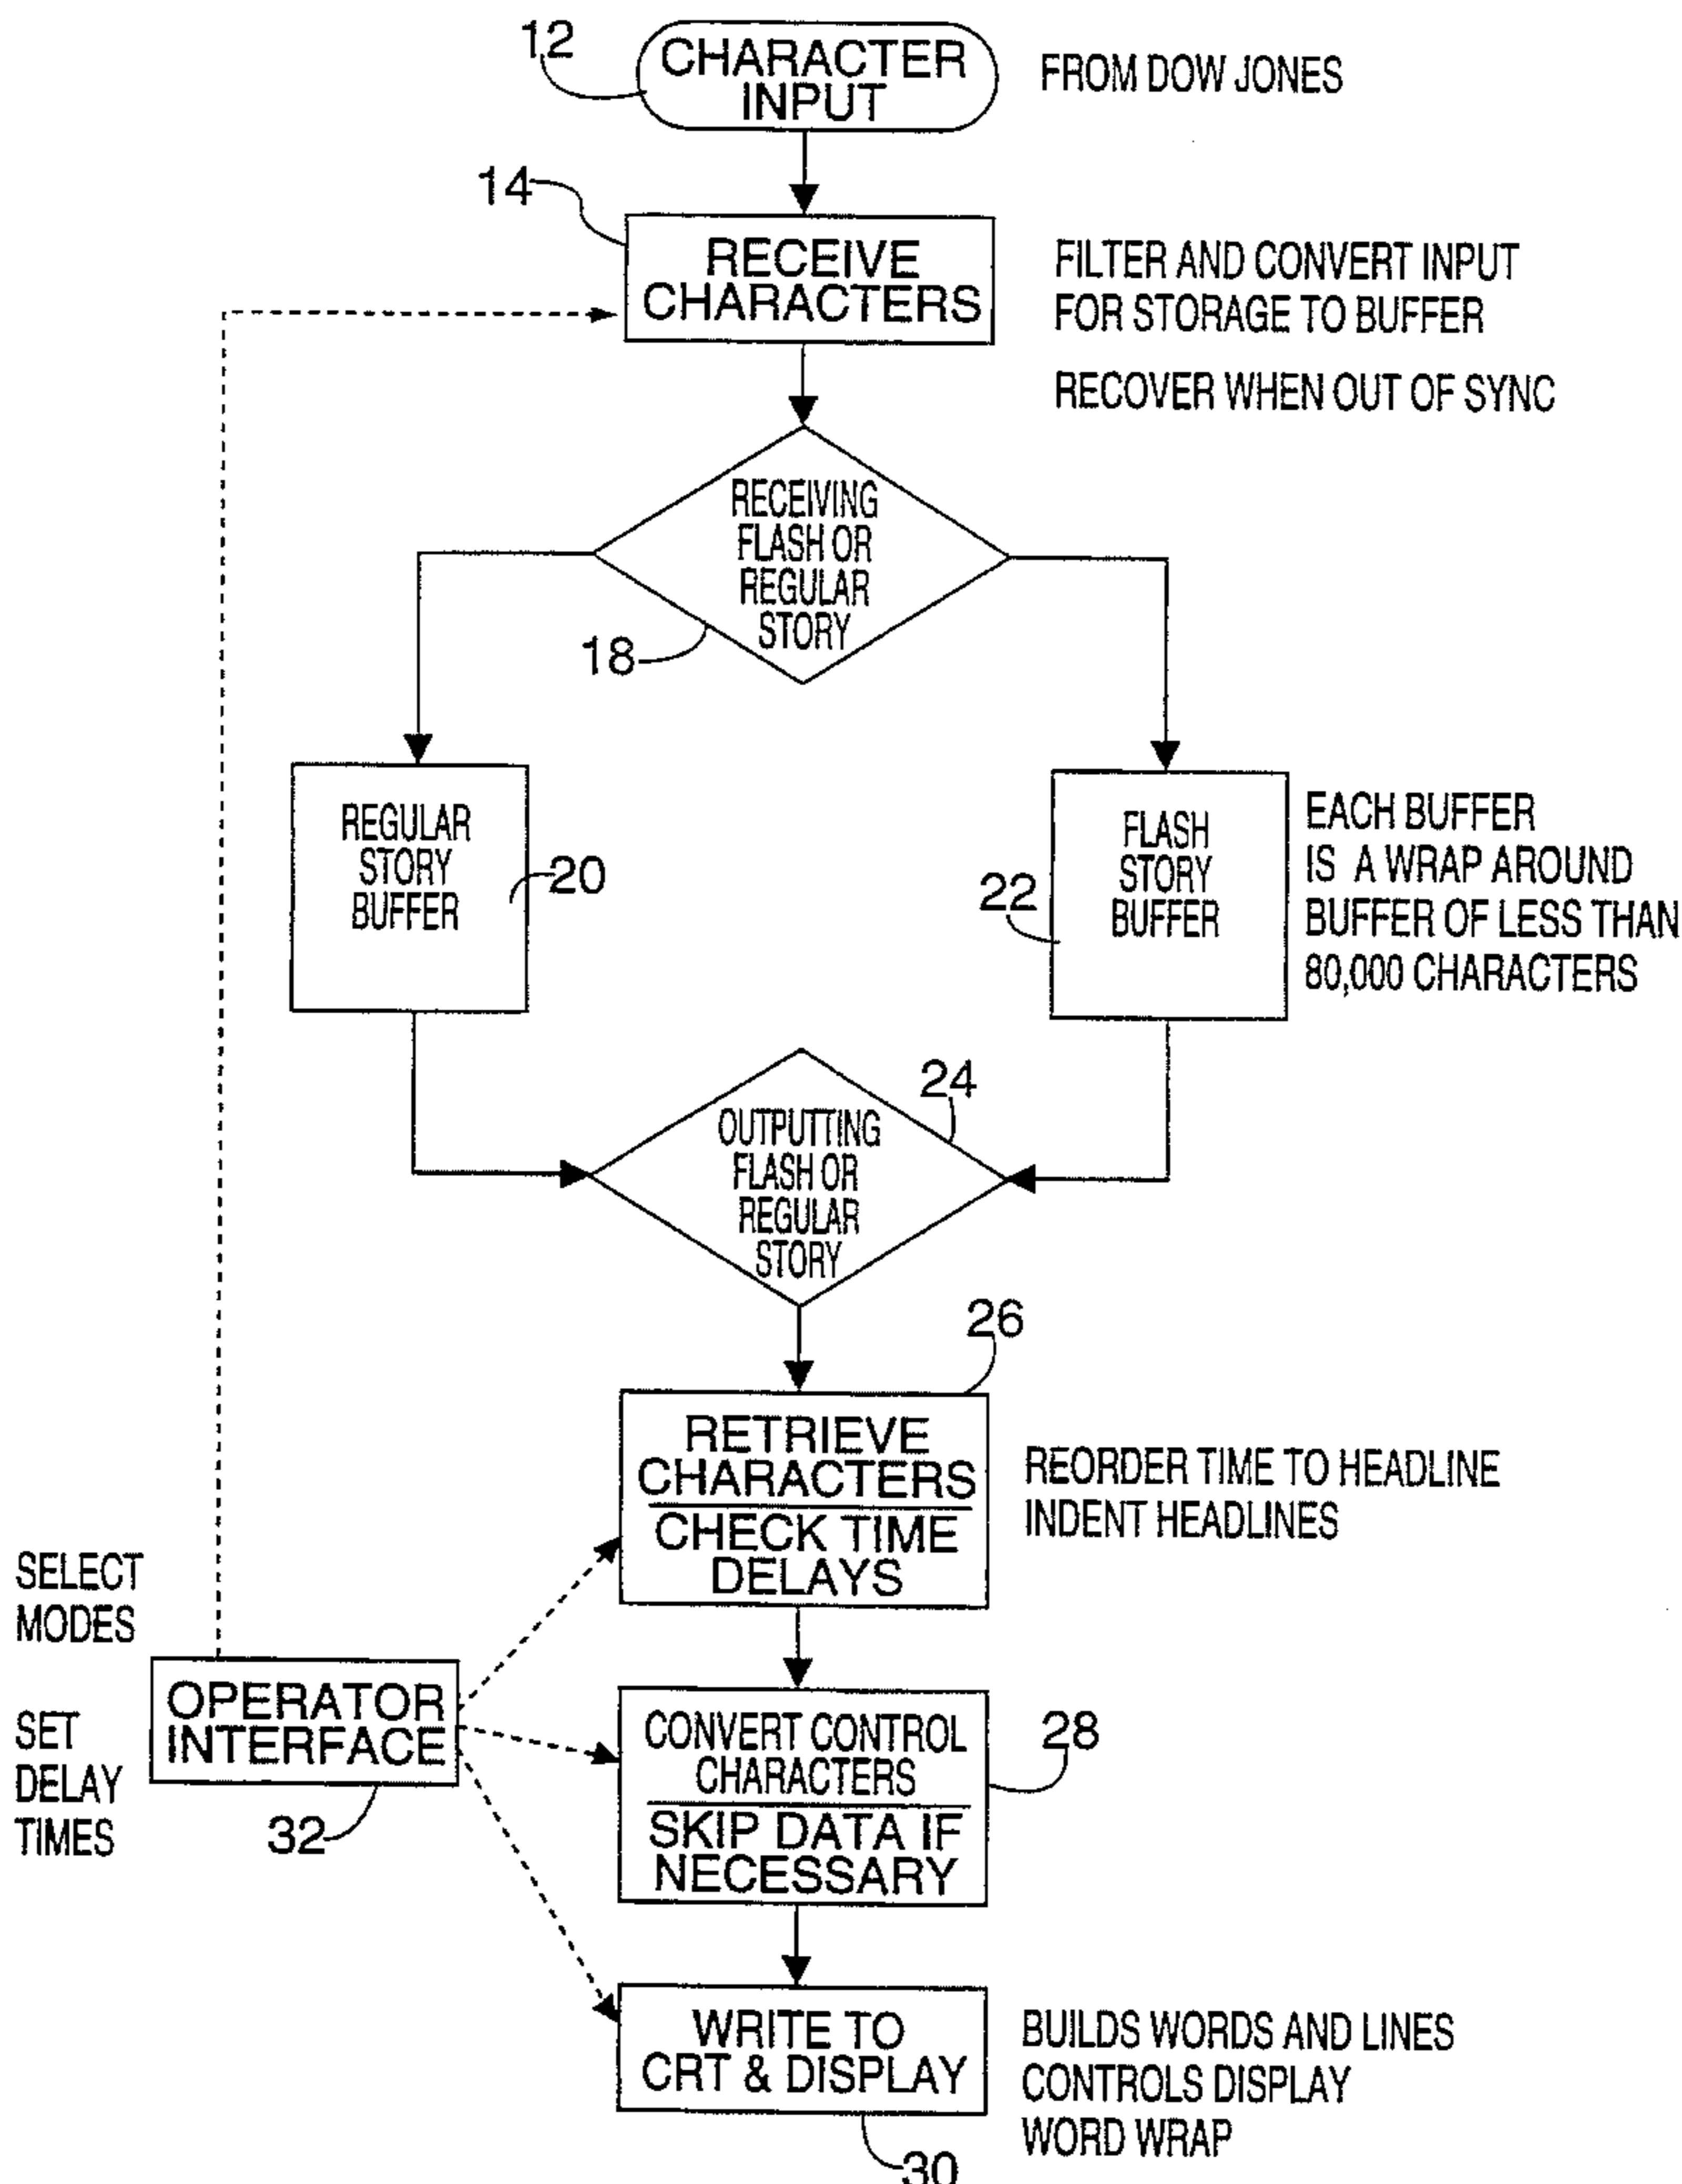 12
CHARACTER
INPUT
FROM DOW JONES
14
RECEIVE
CHARACTERS
FILTER AND CONVERT INPUT
FOR STORAGE TO BUFFER
RECOVER WHEN OUT OF SYNC
RECEIVING
FLASH OR
REGULAR
STORY
18
REGULAR
STORY
BUFFER
20
FLASH
STORY
BUFFER
22
EACH BUFFER
IS A WRAP AROUND
BUFFER OF LESS THAN
80,000 CHARACTERS
24
OUTPUTTING
FLASH OR
REGULAR
STORY
26
RETRIEVE
CHARACTERS
CHECK TIME
DELAYS
REORDER TIME TO HEADLINE
INDENT HEADLINES
SELECT
MODES
OPERATOR
INTERFACE
SET
DELAY
TIMES
32
CONVERT CONTROL
CHARACTERS
SKIP DATA IF
NECESSARY
28
WRITE TO
CRT & DISPLAY
BUILDS WORDS AND LINES
CONTROLS DISPLAY
WORD WRAP
30